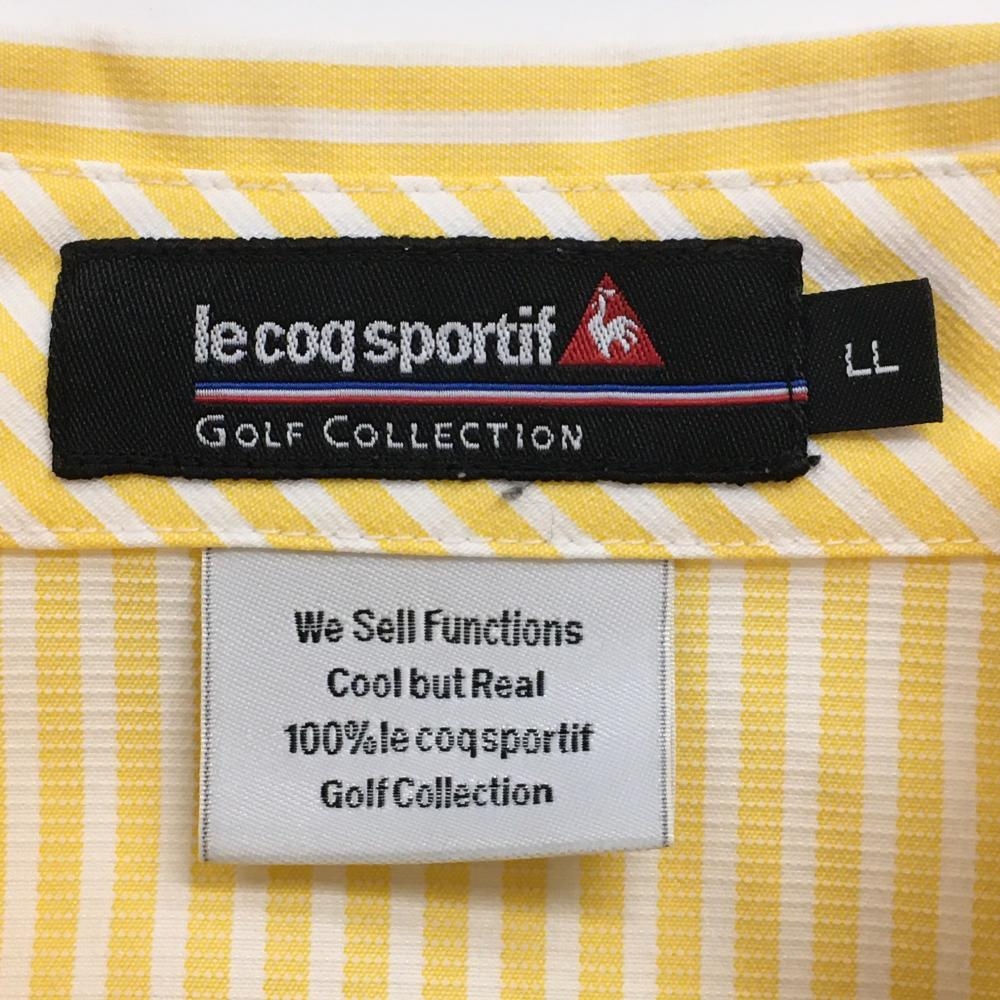 le coq sportif
GOLF COLLECTION
LL
We Sell Functions
Cool but Real
100% le coq sportif
Golf Collection